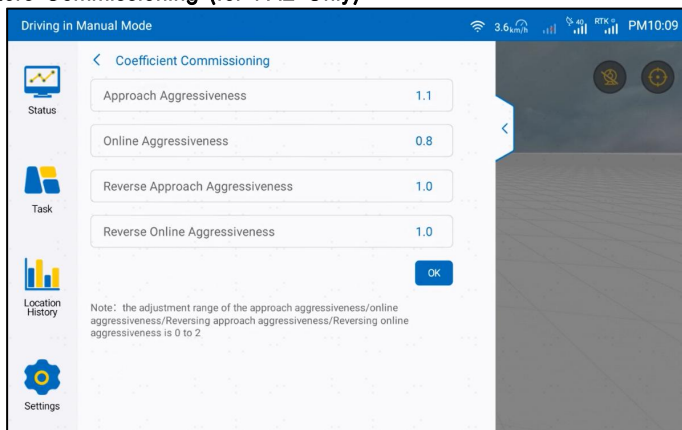 Driving in Manual Mode
3.6km/h
40
RTK
PM10:09
Coefficient Commissioning
Status
Approach Aggressiveness 1.1
Online Aggressiveness 0.8
Task
Reverse Approach Aggressiveness 1.0
Reverse Online Aggressiveness 1.0
OK
Location
History
Note: the adjustment range of the approach aggressiveness/online
aggressiveness/Reversing approach aggressiveness/Reversing online
aggressiveness is 0 to 2
Settings